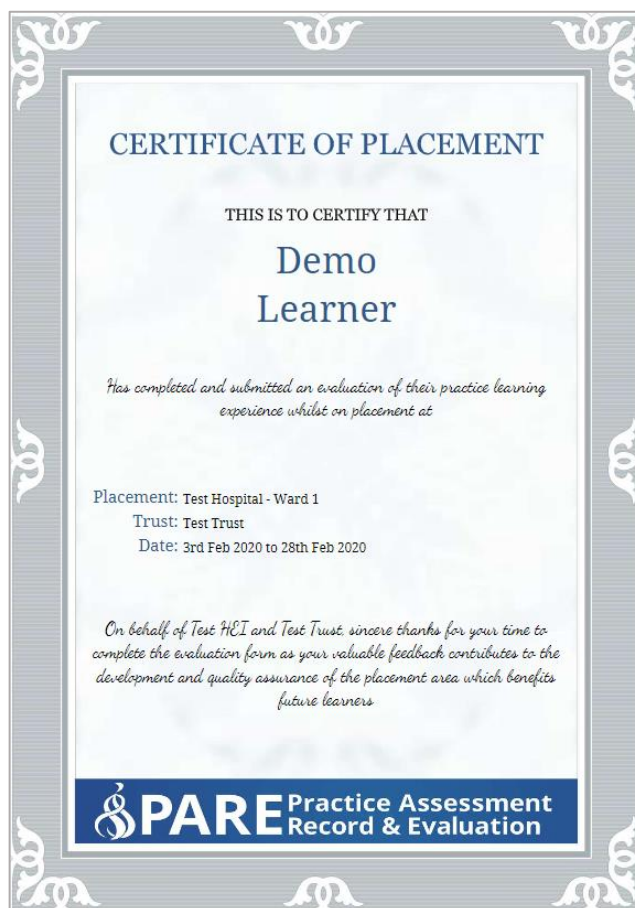 CERTIFICATE OF PLACEMENT
THIS IS TO CERTIFY THAT
Demo
Learner
Has completed and submitted an evaluation of their practice learning
experience whilst on placement at
Placement: Test Hospital - Ward 1
Trust: Test Trust
Date: 3rd Feb 2020 to 28th Feb 2020
On behalf of Test HEI and Test Trust, sincere thanks for your time to
complete the evaluation form as your valuable feedback contributes to the
development and quality assurance of the placement area which benefits
future learners
PARE Practice Assessment
Record & Evaluation